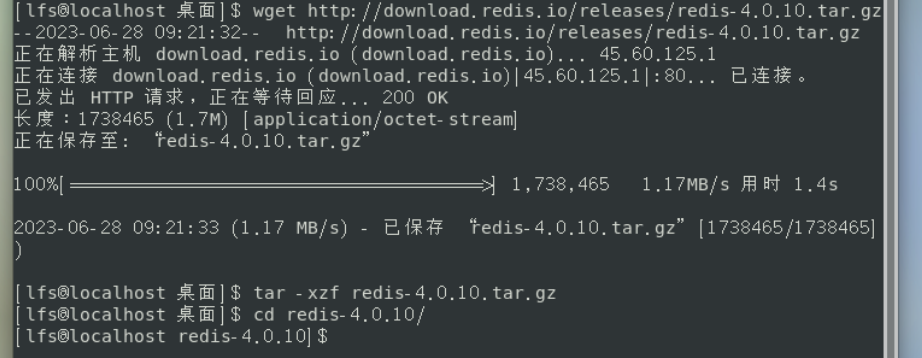 [lfs@localhost 桌面]$ wget http://download.redis.io/releases/redis-4.0.10.tar.gz
--2023-06-28 09:21:32--  http://download.redis.io/releases/redis-4.0.10.tar.gz
正在解析主机 download.redis.io (download.redis.io)... 45.60.125.1
正在连接 download.redis.io (download.redis.io)|45.60.125.1|:80... 已连接。
已发出 HTTP 请求，正在等待回应... 200 OK
长度：1738465 (1.7M) [application/octet-stream]
正在保存至: “redis-4.0.10.tar.gz”
100%[======================================>] 1,738,465   1.17MB/s 用时 1.4s
2023-06-28 09:21:33 (1.17 MB/s) - 已保存 “redis-4.0.10.tar.gz” [1738465/1738465]
)
[lfs@localhost 桌面]$ tar -xzf redis-4.0.10.tar.gz
[lfs@localhost 桌面]$ cd redis-4.0.10/
[lfs@localhost redis-4.0.10]$